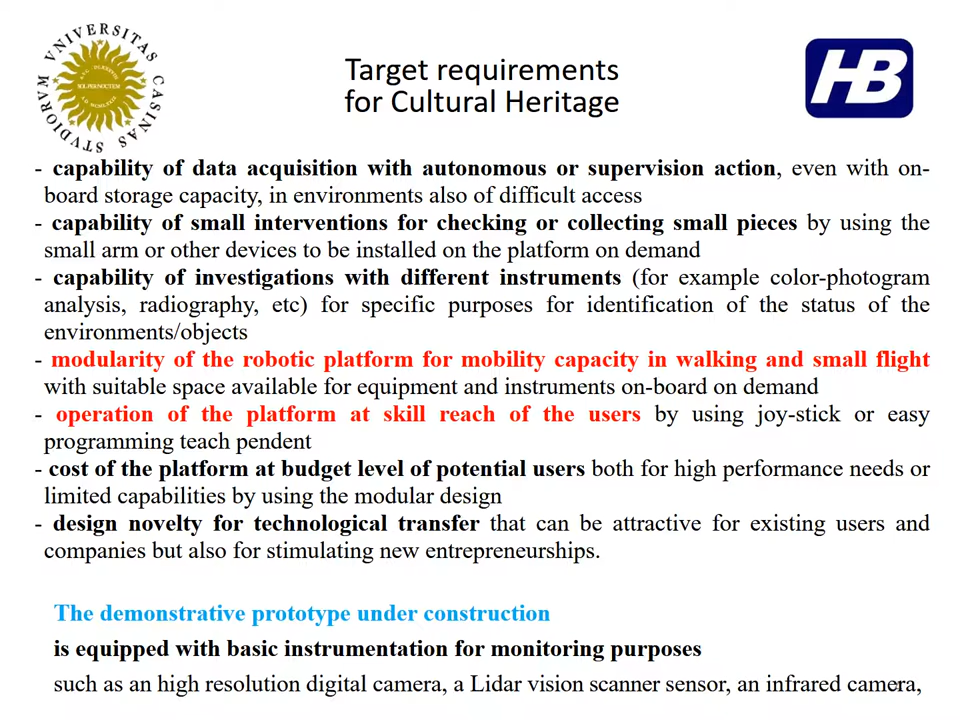 VNIVERSITAS CASINAS STVDIORVM
HB
Target requirements
for Cultural Heritage
- capability of data acquisition with autonomous or supervision action, even with on-
board storage capacity, in environments also of difficult access
- capability of small interventions for checking or collecting small pieces by using the
small arm or other devices to be installed on the platform on demand
- capability of investigations with different instruments (for example color-photogram
analysis, radiography, etc) for specific purposes for identification of the status of the
environments/objects
- modularity of the robotic platform for mobility capacity in walking and small flight
with suitable space available for equipment and instruments on-board on demand
- operation of the platform at skill reach of the users by using joy-stick or easy
programming teach pendent
- cost of the platform at budget level of potential users both for high performance needs or
limited capabilities by using the modular design
- design novelty for technological transfer that can be attractive for existing users and
companies but also for stimulating new entrepreneurships.
The demonstrative prototype under construction
is equipped with basic instrumentation for monitoring purposes
such as an high resolution digital camera, a Lidar vision scanner sensor, an infrared camera,